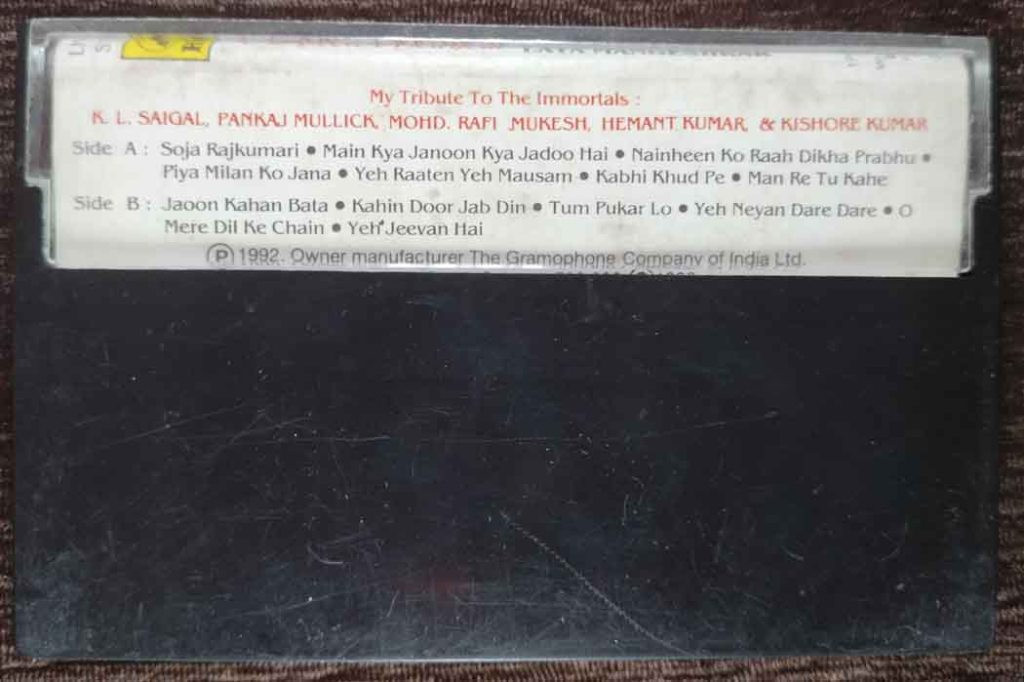 My Tribute To The Immortals :
K. L. SAIGAL, PANKAJ MULLICK, MOHD. RAFI MUKESH, HEMANT KUMAR, & KISHORE KUMAR
Side A : Soja Rajkumari • Main Kya Janoon Kya Jadoo Hai • Nainheen Ko Raah Dikha Prabhu •
Piya Milan Ko Jana • Yeh Raaten Yeh Mausam • Kabhi Khud Pe • Man Re Tu Kahe
Side B : Jaoon Kahan Bata • Kahin Door Jab Din • Tum Pukar Lo • Yeh Neyan Dare Dare • O
Mere Dil Ke Chain • Yeh Jeevan Hai
Ⓟ 1992. Owner manufacturer The Gramophone Company of India Ltd.